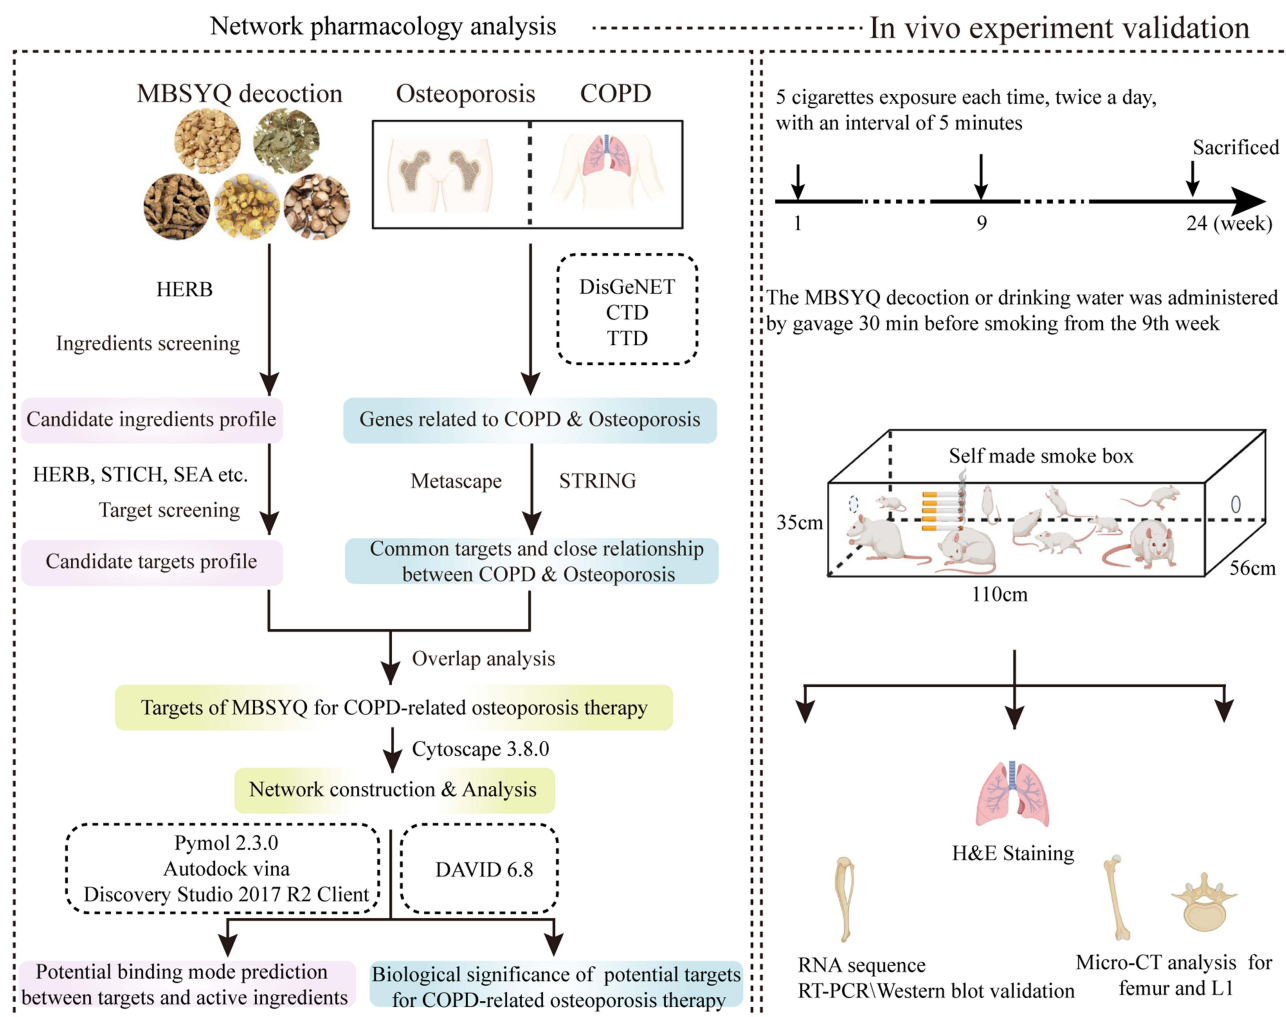 Network pharmacology analysis
In vivo experiment validation
MBSYQ decoction
Osteoporosis
COPD
HERB
Ingredients screening
DisGeNET
CTD
TTD
Candidate ingredients profile
Genes related to COPD & Osteoporosis
HERB, STICH, SEA etc.
Target screening
Metascape
STRING
Candidate targets profile
Common targets and close relationship
between COPD & Osteoporosis
Overlap analysis
Targets of MBSYQ for COPD-related osteoporosis therapy
Cytoscape 3.8.0
Network construction & Analysis
Pymol 2.3.0
Autodock vina
Discovery Studio 2017 R2 Client
DAVID 6.8
Potential binding mode prediction
between targets and active ingredients
Biological significance of potential targets
for COPD-related osteoporosis therapy
5 cigarettes exposure each time, twice a day,
with an interval of 5 minutes
Sacrificed
1
9
24 (week)
The MBSYQ decoction or drinking water was administered
by gavage 30 min before smoking from the 9th week
Self made smoke box
35cm
56cm
110cm
H&E Staining
RNA sequence
RT-PCR\Western blot validation
Micro-CT analysis for
femur and L1